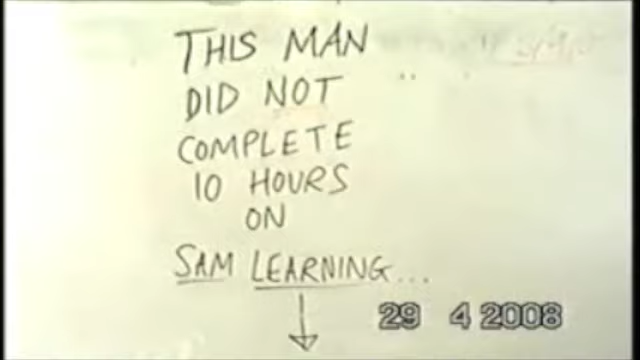 THIS MAN
DID NOT
COMPLETE
10 HOURS
ON
SAM LEARNING...
29 4 2008